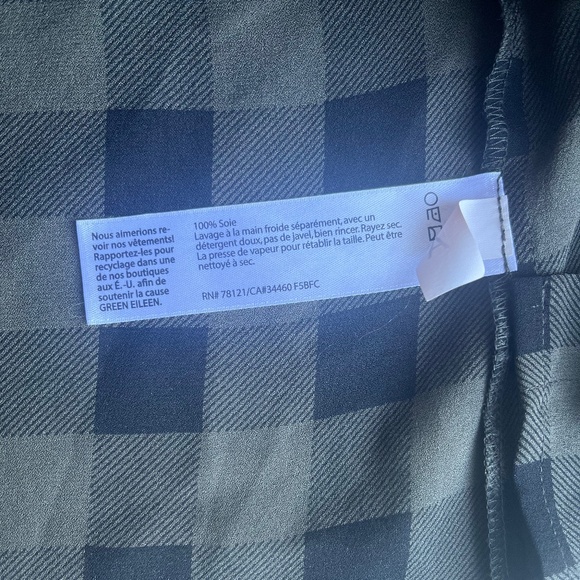 Nous aimerions re-
voir nos vêtements!
Rapportez-les pour
recyclage dans une
de nos boutiques
aux É.-U. afin de
soutenir la cause
GREEN EILEEN.
100% Soie
Lavage à la main froide séparément, avec un
détergent doux, pas de javel, bien rincer. Rayez sec.
La presse de vapeur pour rétablir la taille. Peut être
nettoyé à sec.
RN# 78121/CA#34460 F5BFC